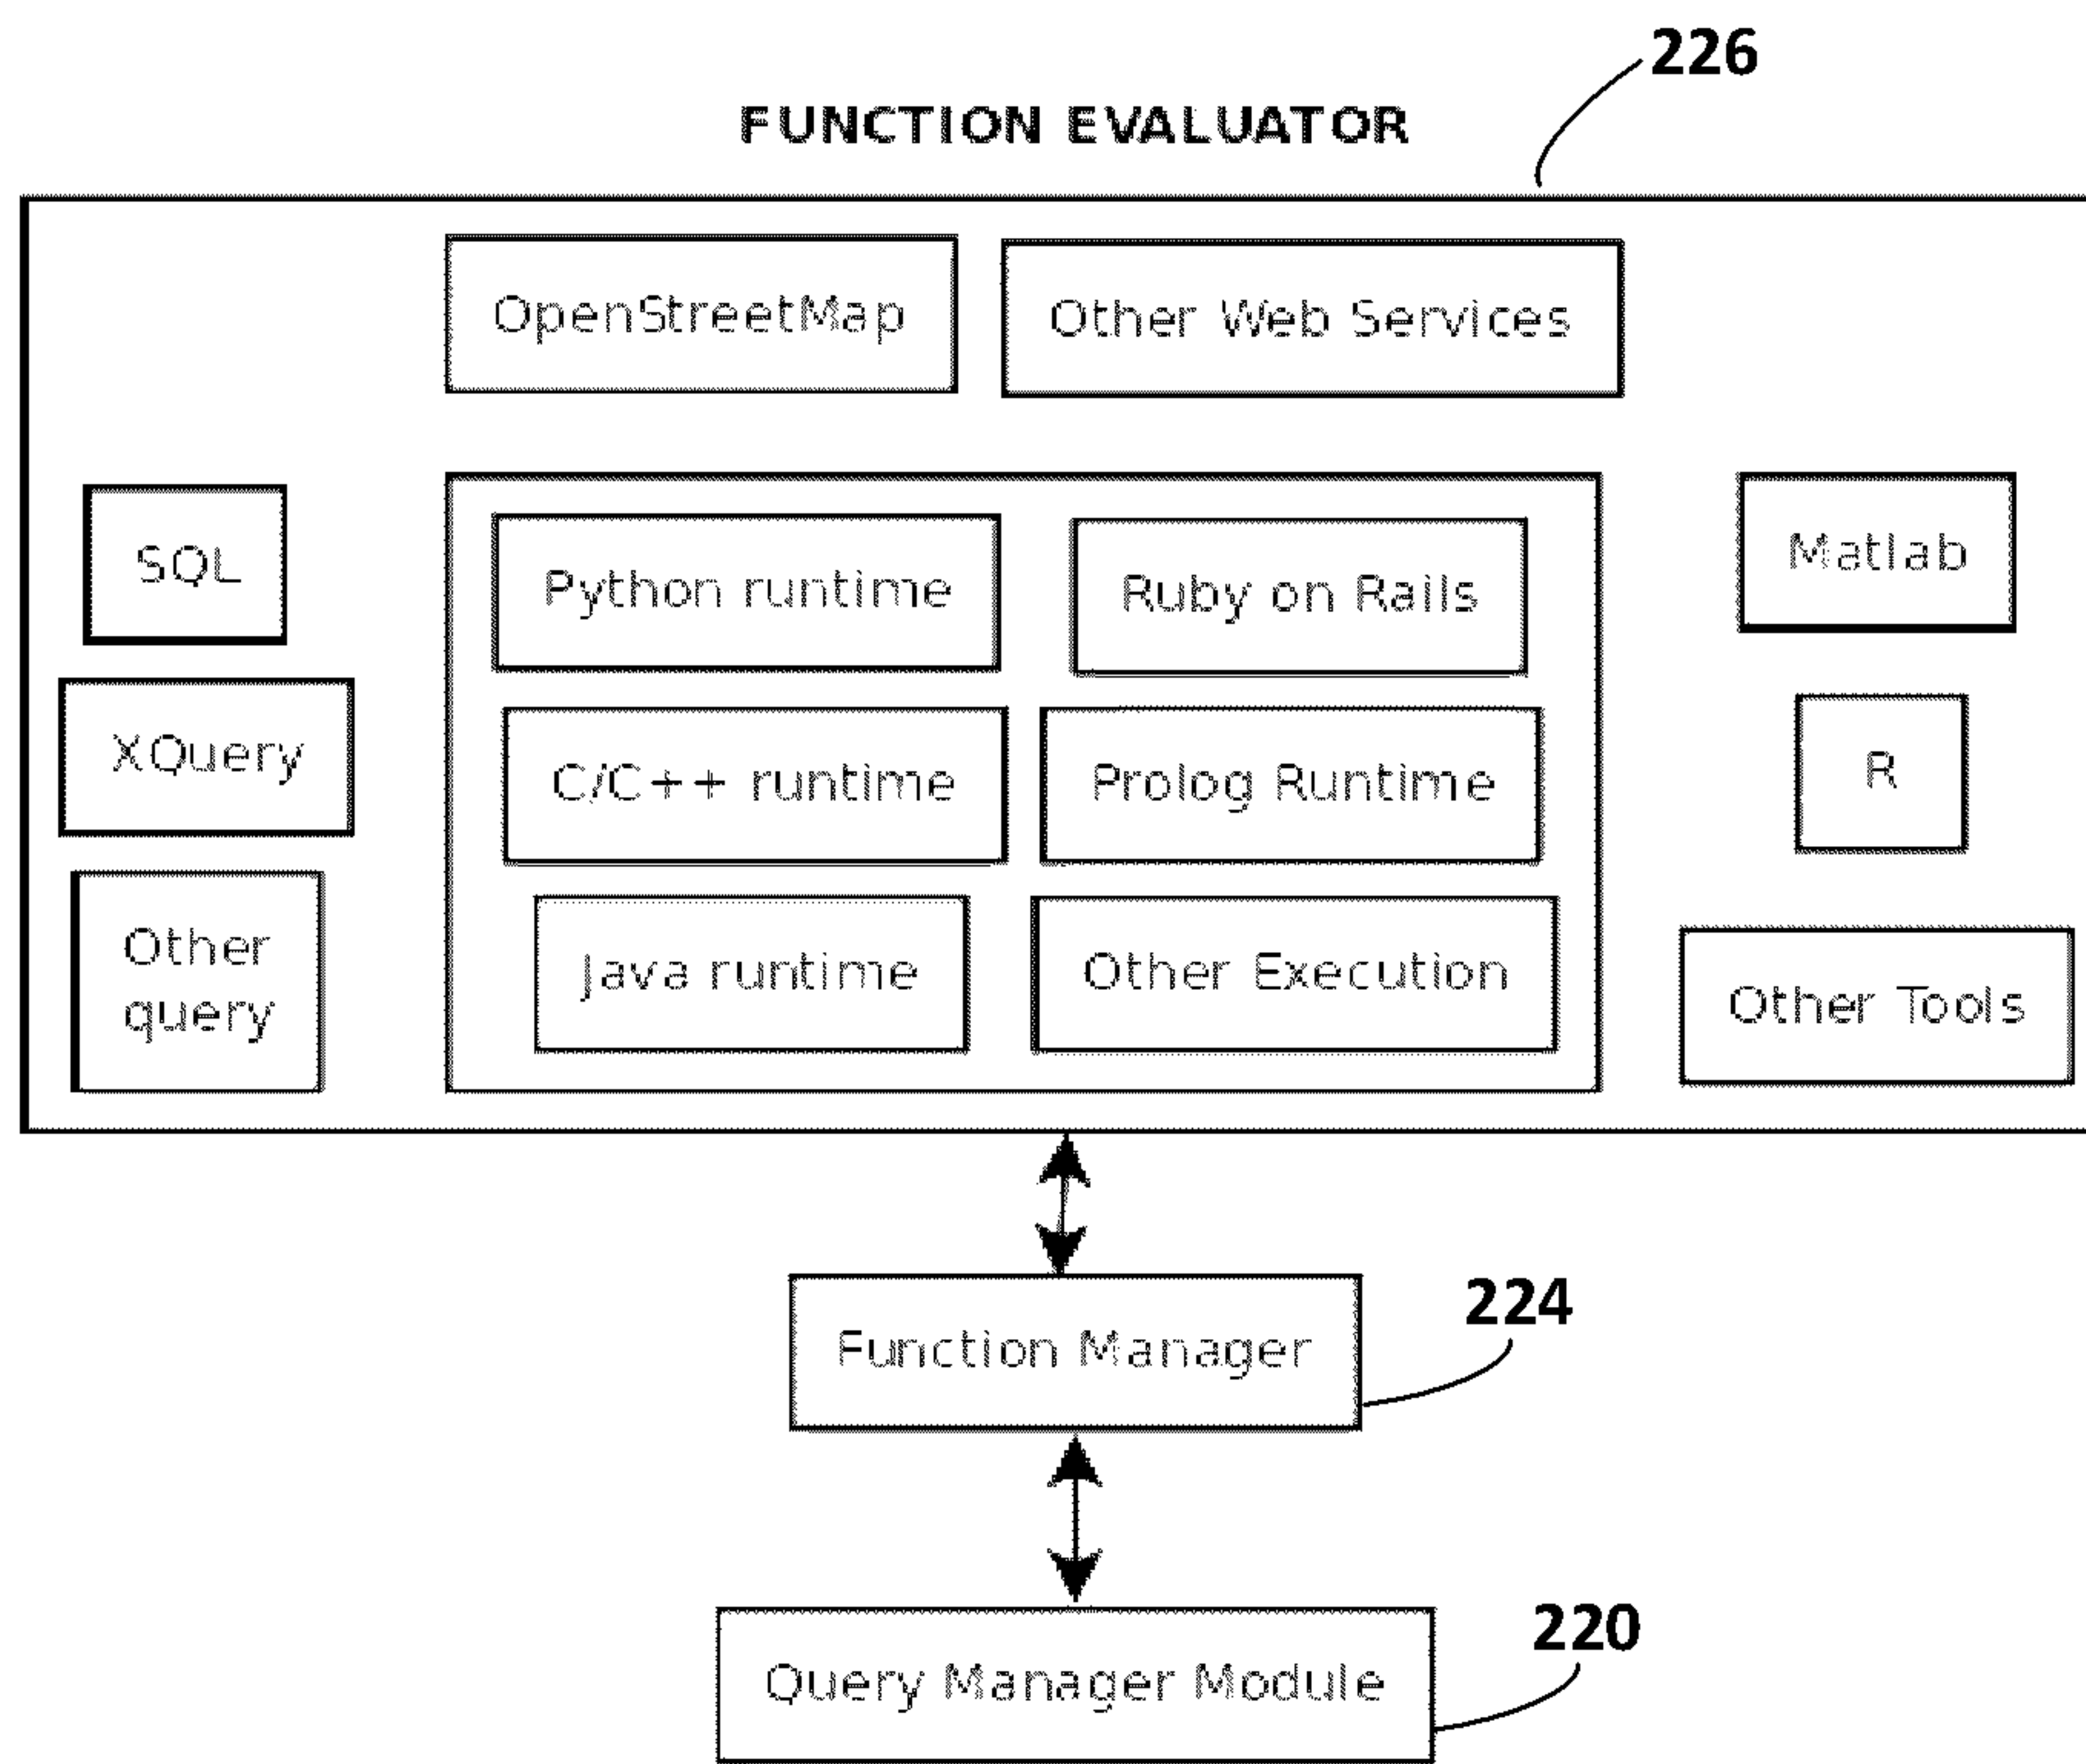 226
FUNCTION EVALUATOR
OpenStreetMap
Other Web Services
SQL
XQuery
Other
query
Python runtime
Ruby on Rails
C/C++ runtime
Prolog Runtime
Java runtime
Other Execution
Matlab
R
Other Tools
Function Manager
224
Query Manager Module
220